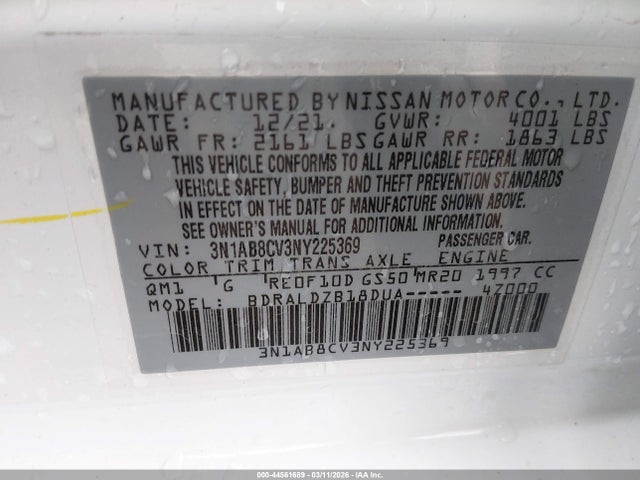 MANUFACTURED BY NISSAN MOTOR CO., LTD.
DATE: 12/21. GVWR: 4001 LBS
GAWR FR: 2161 LBS GAWR RR: 1863 LBS
THIS VEHICLE CONFORMS TO ALL APPLICABLE FEDERAL MOTOR
VEHICLE SAFETY, BUMPER AND THEFT PREVENTION STANDARDS
IN EFFECT ON THE DATE OF MANUFACTURE SHOWN ABOVE.
SEE OWNER'S MANUAL FOR ADDITIONAL INFORMATION.
VIN: 3N1AB8CV3NY225369 PASSENGER CAR.
COLOR TRIM TRANS AXLE ENGINE
QM1 G RE0F10D GS50 MR20 1997 CC
MODEL: BDRALDZB18DUA----- 47000
3N1AB8CV3NY225369
000-44561689 - 03/11/2026 - IAA Inc.